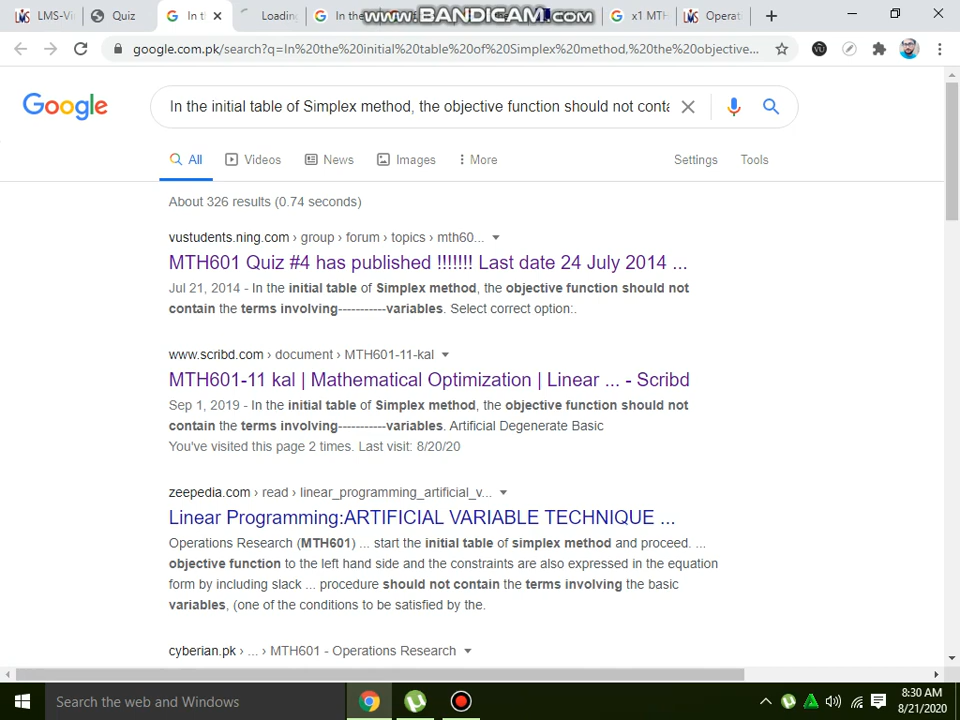 LMS-V
Quiz
In t
Loading
In the
x1 MTH
Operat
WWW.BANDICAM.COM
google.com.pk/search?q=In%20the%20initial%20table%20of%20Simplex%20method,%20the%20objective...
VU
Google
In the initial table of Simplex method, the objective function should not conta
All
Videos
News
Images
More
Settings
Tools
About 326 results (0.74 seconds)
vustudents.ning.com › group › forum › topics › mth60...
MTH601 Quiz #4 has published !!!!!!! Last date 24 July 2014 ...
Jul 21, 2014 - In the initial table of Simplex method, the objective function should not
contain the terms involving-----------variables. Select correct option:.
www.scribd.com › document › MTH601-11-kal
MTH601-11 kal | Mathematical Optimization | Linear ... - Scribd
Sep 1, 2019 - In the initial table of Simplex method, the objective function should not
contain the terms involving-----------variables. Artificial Degenerate Basic
You've visited this page 2 times. Last visit: 8/20/20
zeepedia.com › read › linear_programming_artificial_v...
Linear Programming:ARTIFICIAL VARIABLE TECHNIQUE ...
Operations Research (MTH601) ... start the initial table of simplex method and proceed. ...
objective function to the left hand side and the constraints are also expressed in the equation
form by including slack ... procedure should not contain the terms involving the basic
variables, (one of the conditions to be satisfied by the.
cyberian.pk › ... › MTH601 - Operations Research
Search the web and Windows
8:30 AM
8/21/2020